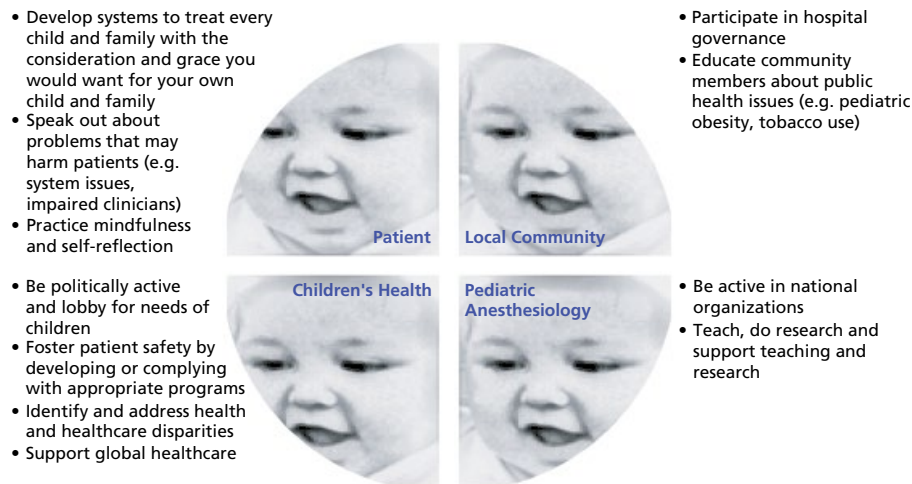 • Develop systems to treat every
child and family with the
consideration and grace you
would want for your own
child and family
• Speak out about
problems that may
harm patients (e.g.
system issues,
impaired clinicians)
• Practice mindfulness
and self-reflection
Patient
Local Community
• Participate in hospital
governance
• Educate community
members about public
health issues (e.g. pediatric
obesity, tobacco use)
• Be politically active
and lobby for needs of
children
• Foster patient safety by
developing or complying
with appropriate programs
• Identify and address health
and healthcare disparities
• Support global healthcare
Children's Health
Pediatric
Anesthesiology
• Be active in national
organizations
• Teach, do research and
support teaching and
research